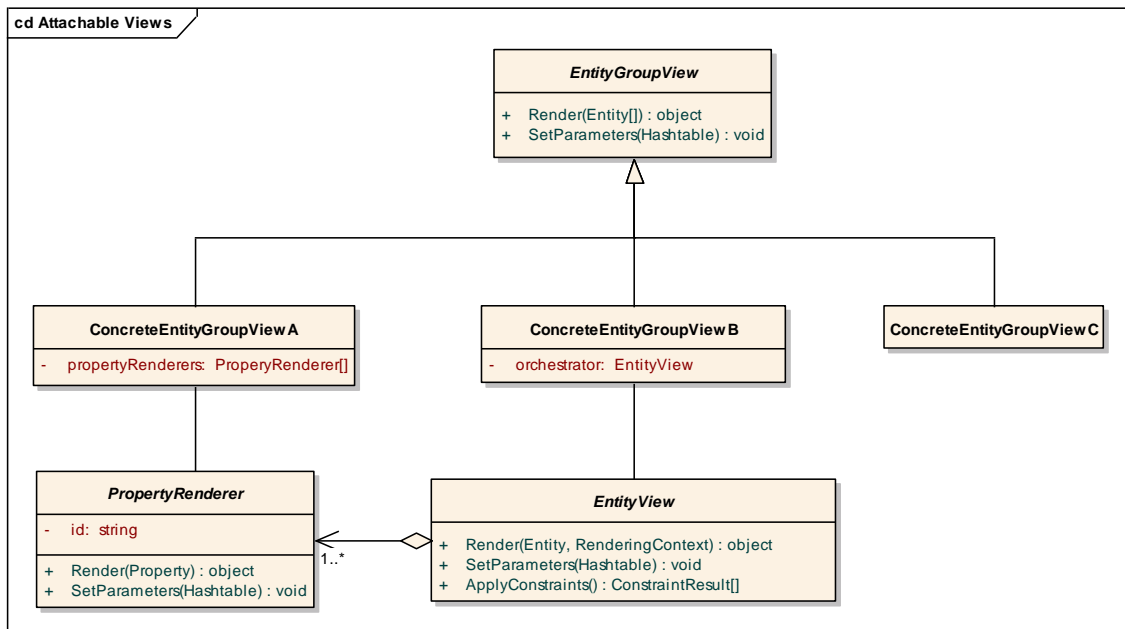 cd Attachable Views
EntityGroupView
+ Render(Entity[]) : object
+ SetParameters(Hashtable) : void
ConcreteEntityGroupViewA
- propertyRenderers: ProperyRenderer[]
ConcreteEntityGroupViewB
- orchestrator: EntityView
ConcreteEntityGroupViewC
PropertyRenderer
- id: string
+ Render(Property) : object
+ SetParameters(Hashtable) : void
1..*
EntityView
+ Render(Entity, RenderingContext) : object
+ SetParameters(Hashtable) : void
+ ApplyConstraints() : ConstraintResult[]